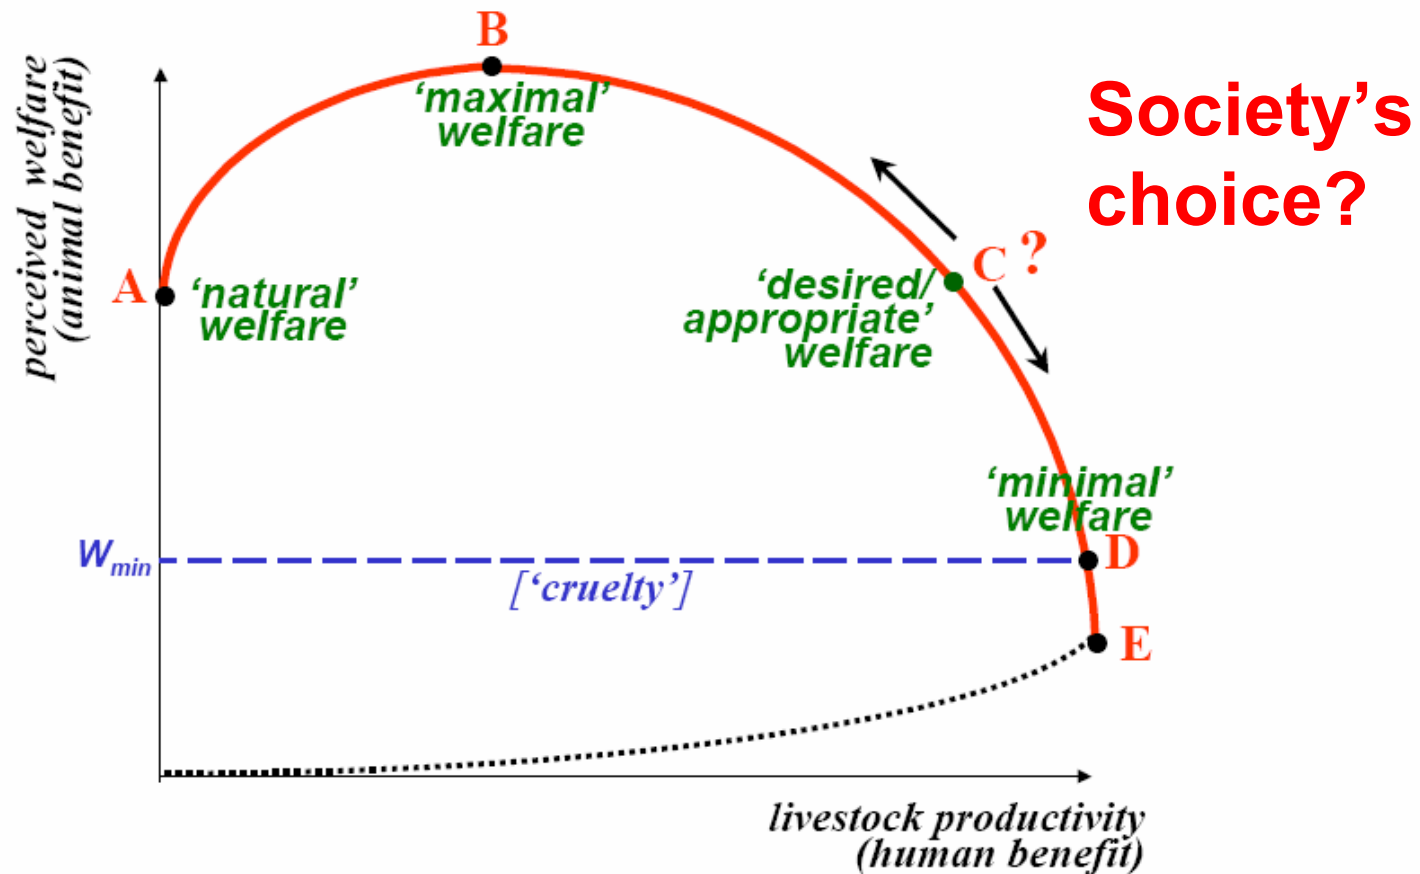 B
'maximal'
welfare
Society's
choice?
perceived welfare
(animal benefit)
A
'natural'
welfare
C ?
'desired/
appropriate'
welfare
'minimal'
welfare
Wmin
D
['cruelty']
E
livestock productivity
(human benefit)